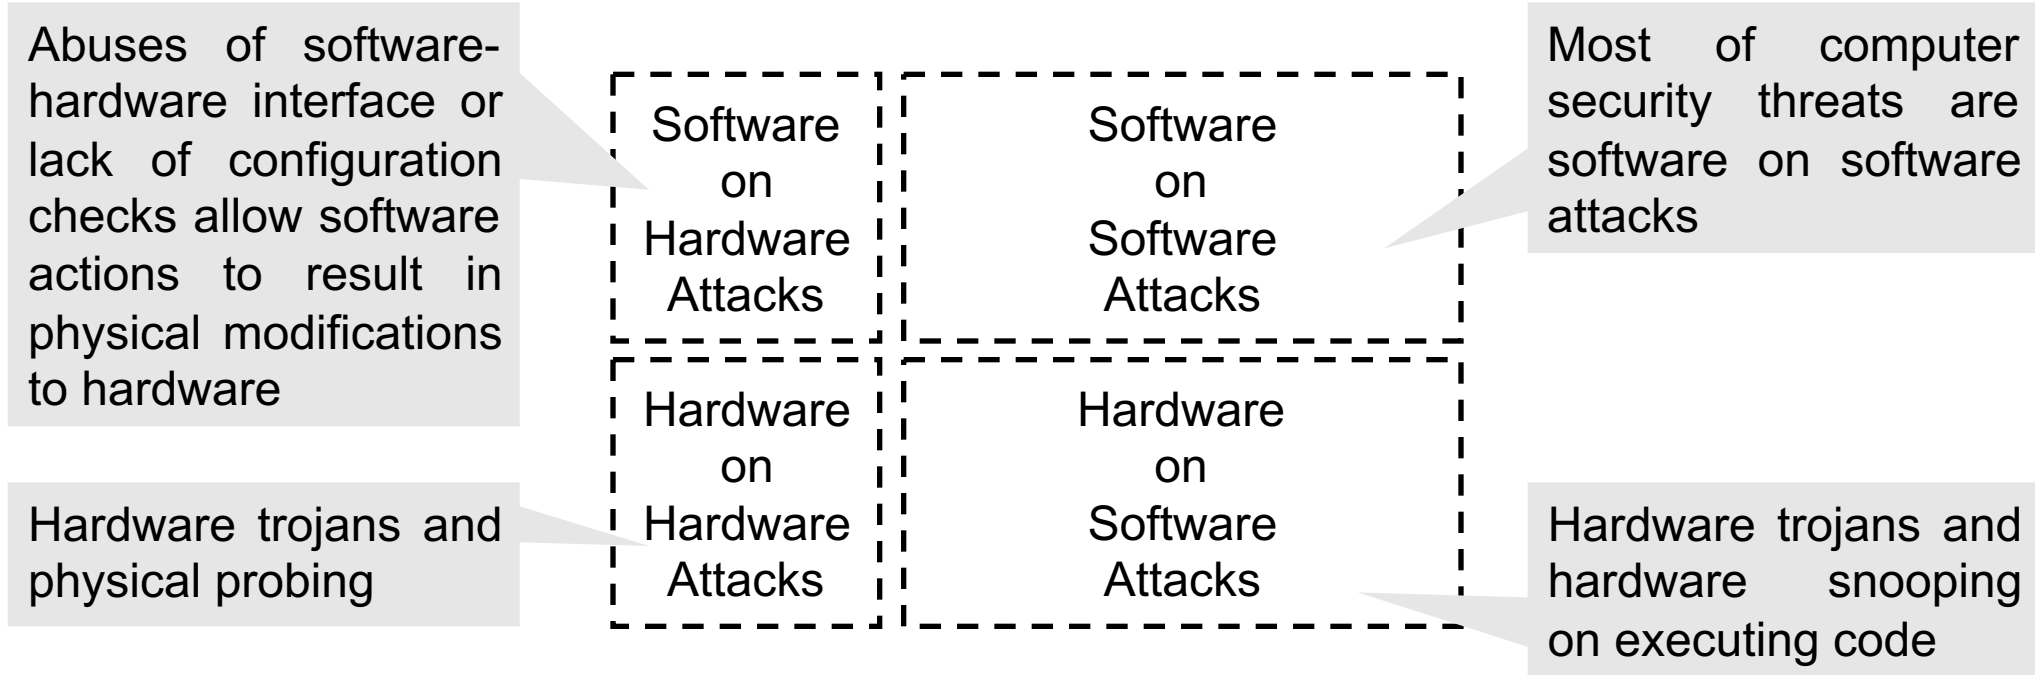 Abuses of software-
hardware interface or
lack of configuration
checks allow software
actions to result in
physical modifications
to hardware
Software
on
Hardware
Attacks
Software
on
Software
Attacks
Most of computer
security threats are
software on software
attacks
Hardware trojans and
physical probing
Hardware
on
Hardware
Attacks
Hardware
on
Software
Attacks
Hardware trojans and
hardware snooping
on executing code